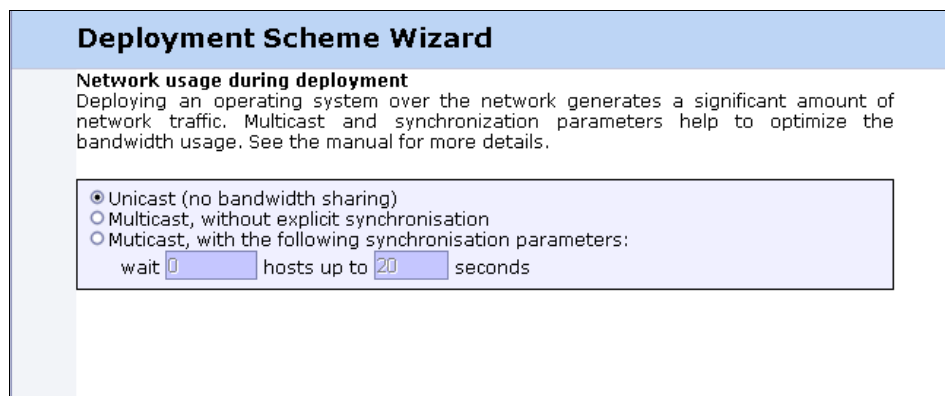 Deployment Scheme Wizard
Network usage during deployment
Deploying an operating system over the network generates a significant amount of
network traffic. Multicast and synchronization parameters help to optimize the
bandwidth usage. See the manual for more details.
Unicast (no bandwidth sharing)
Multicast, without explicit synchronisation
Muticast, with the following synchronisation parameters:
wait 0 hosts up to 20 seconds